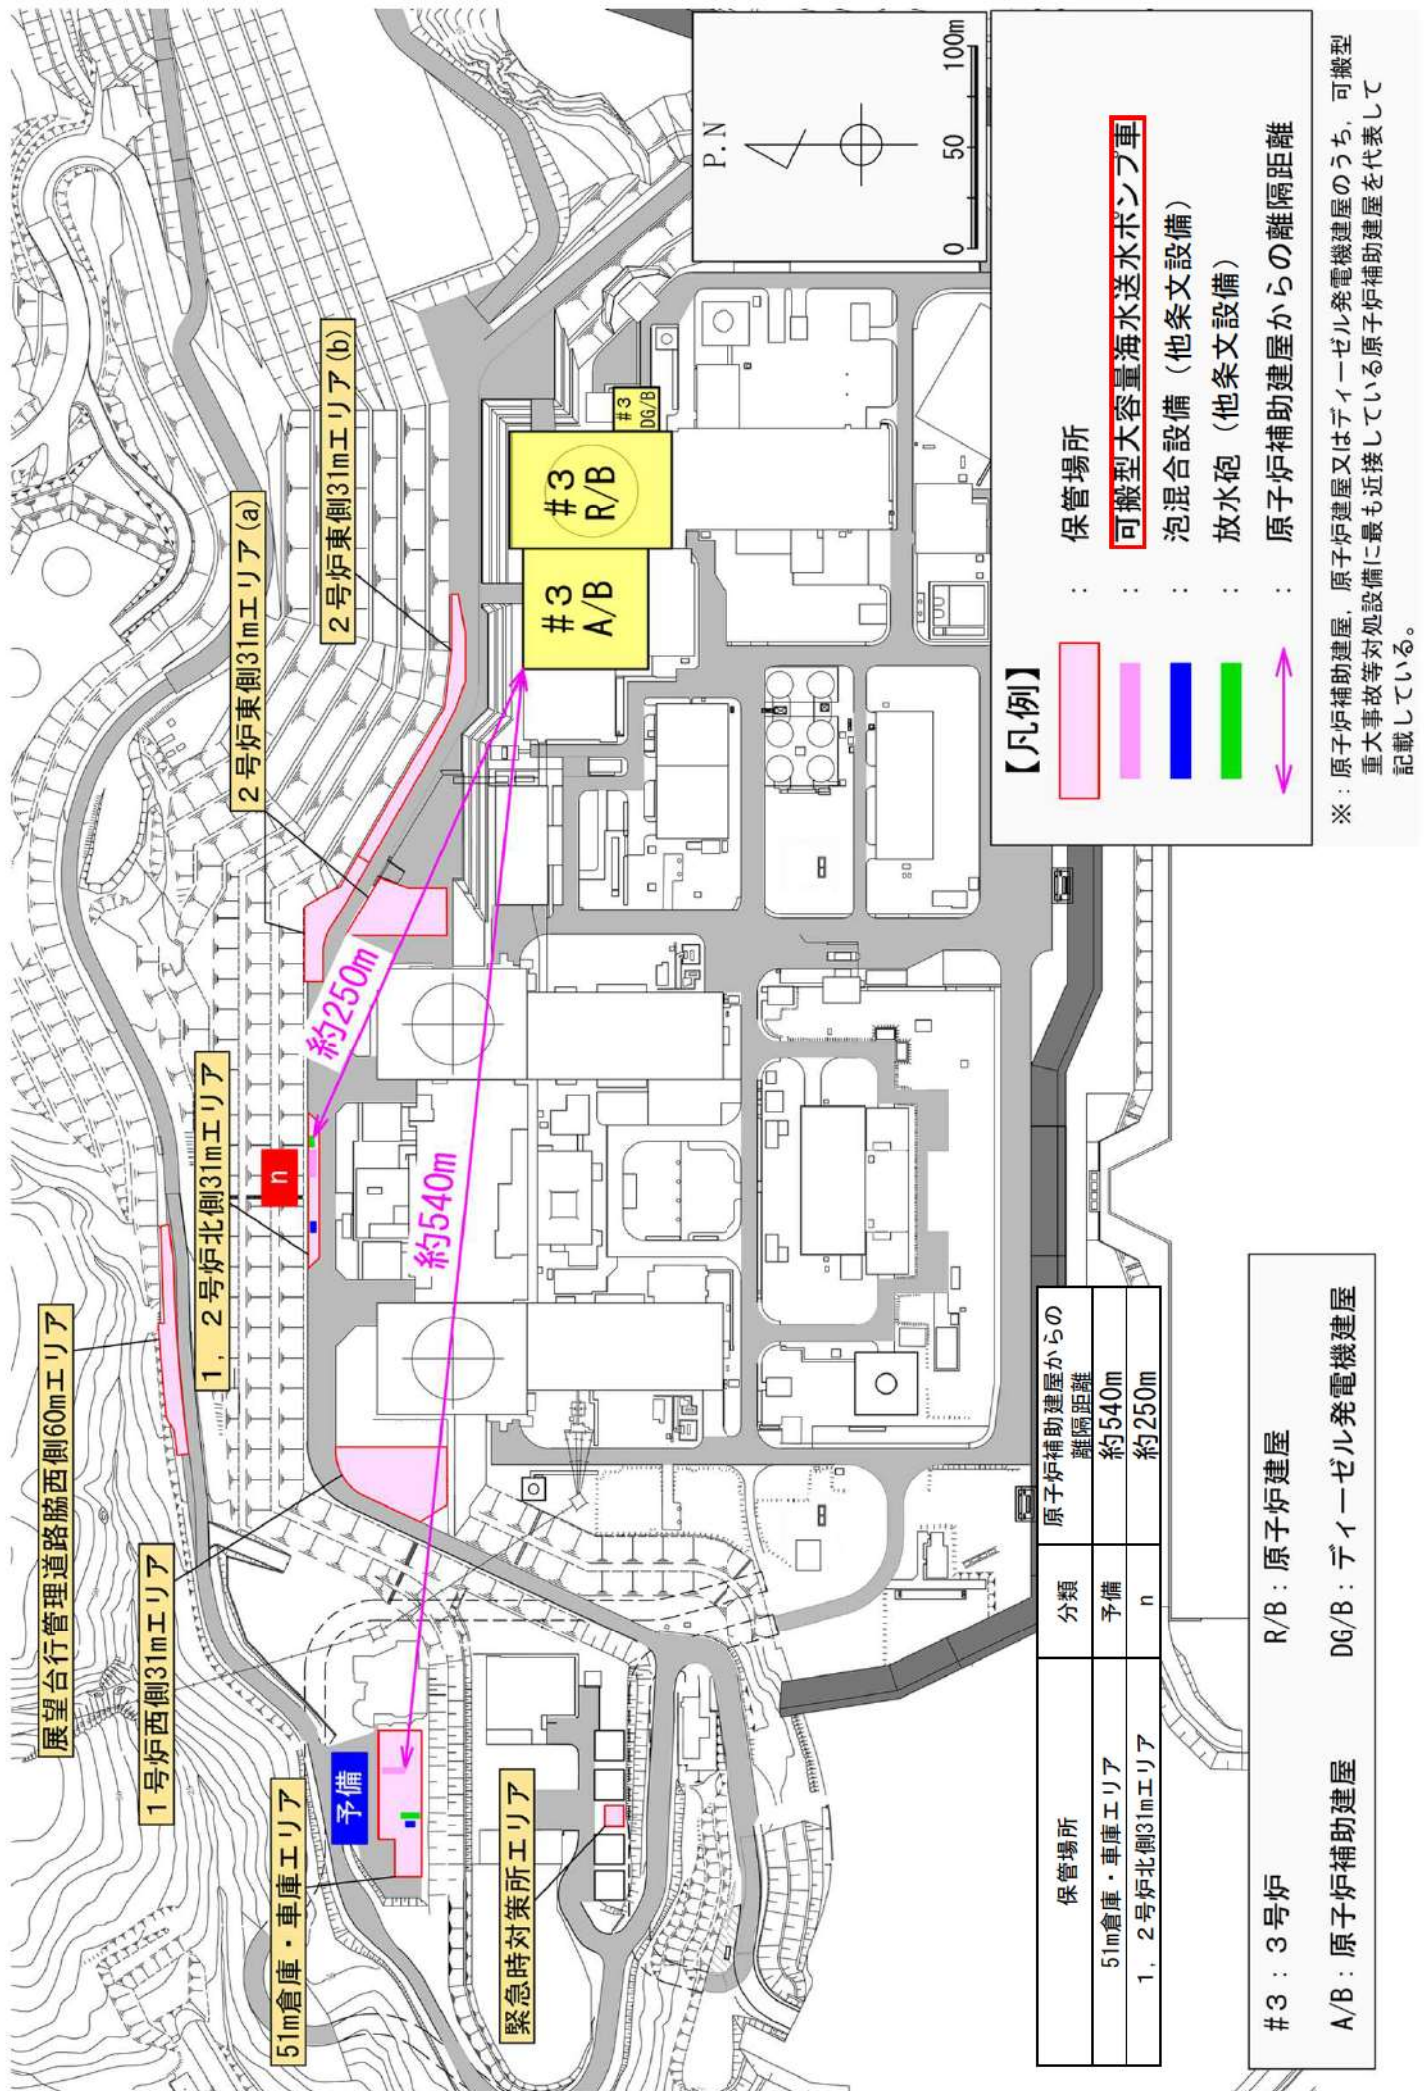 展望台行管理道路脇西側60mエリア
1号炉西側31mエリア
51m倉庫・車庫エリア
予備
緊急時対策所エリア
1，2号炉北側31mエリア
n
2号炉東側31mエリア(a)
2号炉東側31mエリア(b)
約250m
約540m
#3
A/B
#3
R/B
#3
DG/B
P.N
0 50 100m
【凡例】
： 保管場所
： 可搬型大容量海水送水ポンプ車
： 泡混合設備（他条文設備）
： 放水砲（他条文設備）
： 原子炉補助建屋からの離隔距離
※：原子炉補助建屋，原子炉建屋又はディーゼル発電機建屋のうち，可搬型
重大事故等対処設備に最も近接している原子炉補助建屋を代表して
記載している。
保管場所 分類 原子炉補助建屋からの
離隔距離
51m倉庫・車庫エリア 予備 約540m
1，2号炉北側31mエリア n 約250m
#3：3号炉 R/B：原子炉建屋
A/B：原子炉補助建屋 DG/B：ディーゼル発電機建屋